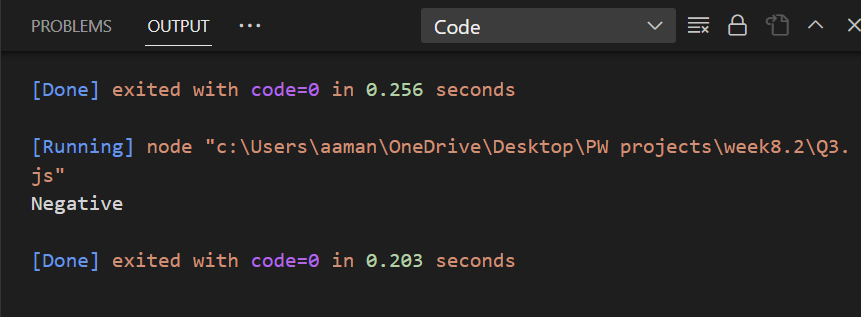 PROBLEMS OUTPUT ··· Code
[Done] exited with code=0 in 0.256 seconds
[Running] node "c:\Users\aaman\OneDrive\Desktop\PW projects\week8.2\Q3.
js"
Negative
[Done] exited with code=0 in 0.203 seconds